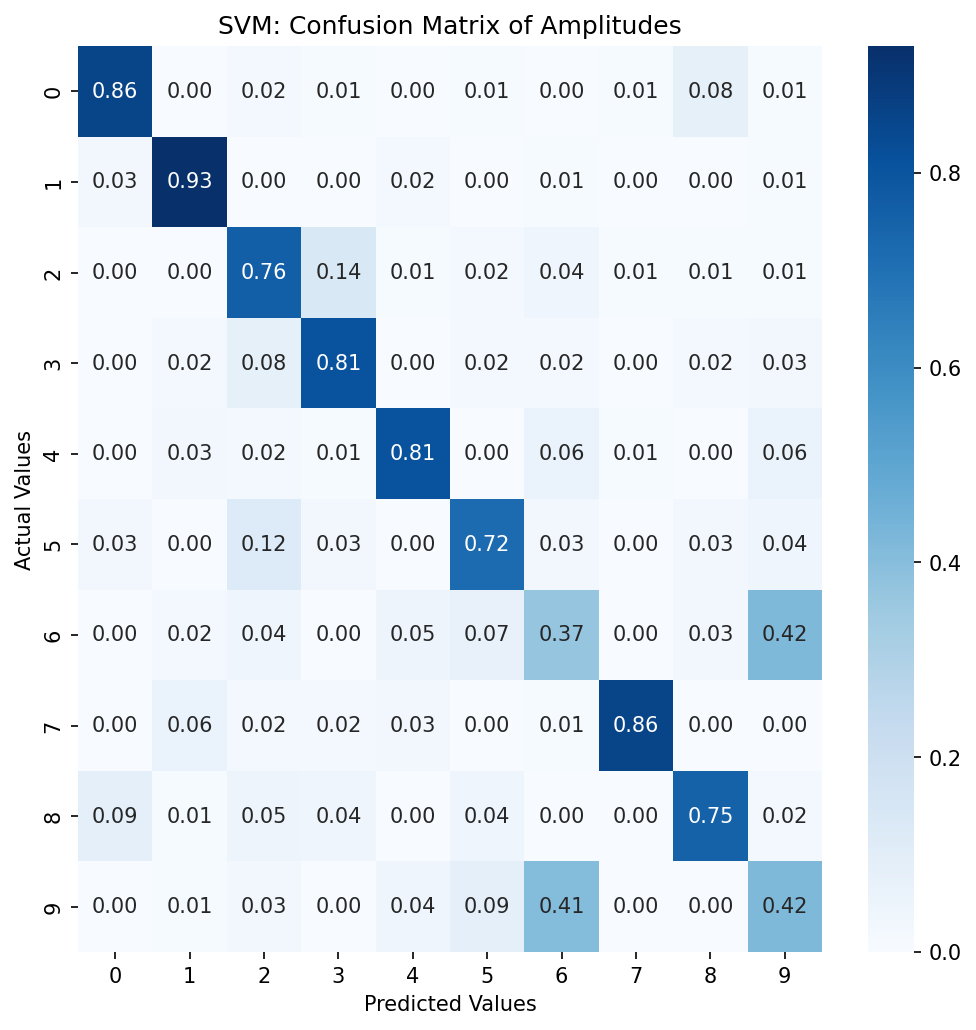 SVM: Confusion Matrix of Amplitudes
0 0.86 0.00 0.02 0.01 0.00 0.01 0.00 0.01 0.08 0.01
1 0.03 0.93 0.00 0.00 0.02 0.00 0.01 0.00 0.00 0.01
2 0.00 0.00 0.76 0.14 0.01 0.02 0.04 0.01 0.01 0.01
3 0.00 0.02 0.08 0.81 0.00 0.02 0.02 0.00 0.02 0.03
4 0.00 0.03 0.02 0.01 0.81 0.00 0.06 0.01 0.00 0.06
5 0.03 0.00 0.12 0.03 0.00 0.72 0.03 0.00 0.03 0.04
6 0.00 0.02 0.04 0.00 0.05 0.07 0.37 0.00 0.03 0.42
7 0.00 0.06 0.02 0.02 0.03 0.00 0.01 0.86 0.00 0.00
8 0.09 0.01 0.05 0.04 0.00 0.04 0.00 0.00 0.75 0.02
9 0.00 0.01 0.03 0.00 0.04 0.09 0.41 0.00 0.00 0.42
0 1 2 3 4 5 6 7 8 9
Predicted Values
Actual Values
0.8
0.6
0.4
0.2
0.0